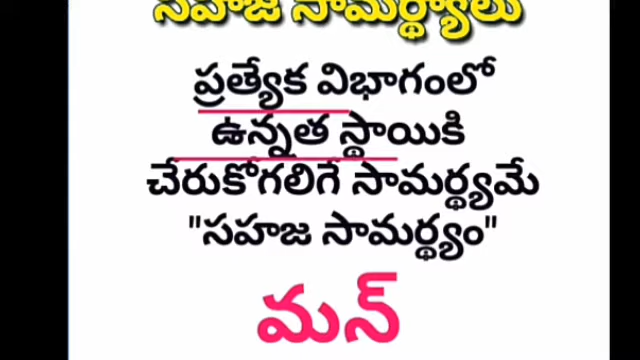 సహజ సామర్థ్యాలు
ప్రత్యేక విభాగంలో
ఉన్నత స్థాయికి
చేరుకోగలిగే సామర్థ్యమే
"సహజ సామర్థ్యం"
మన్